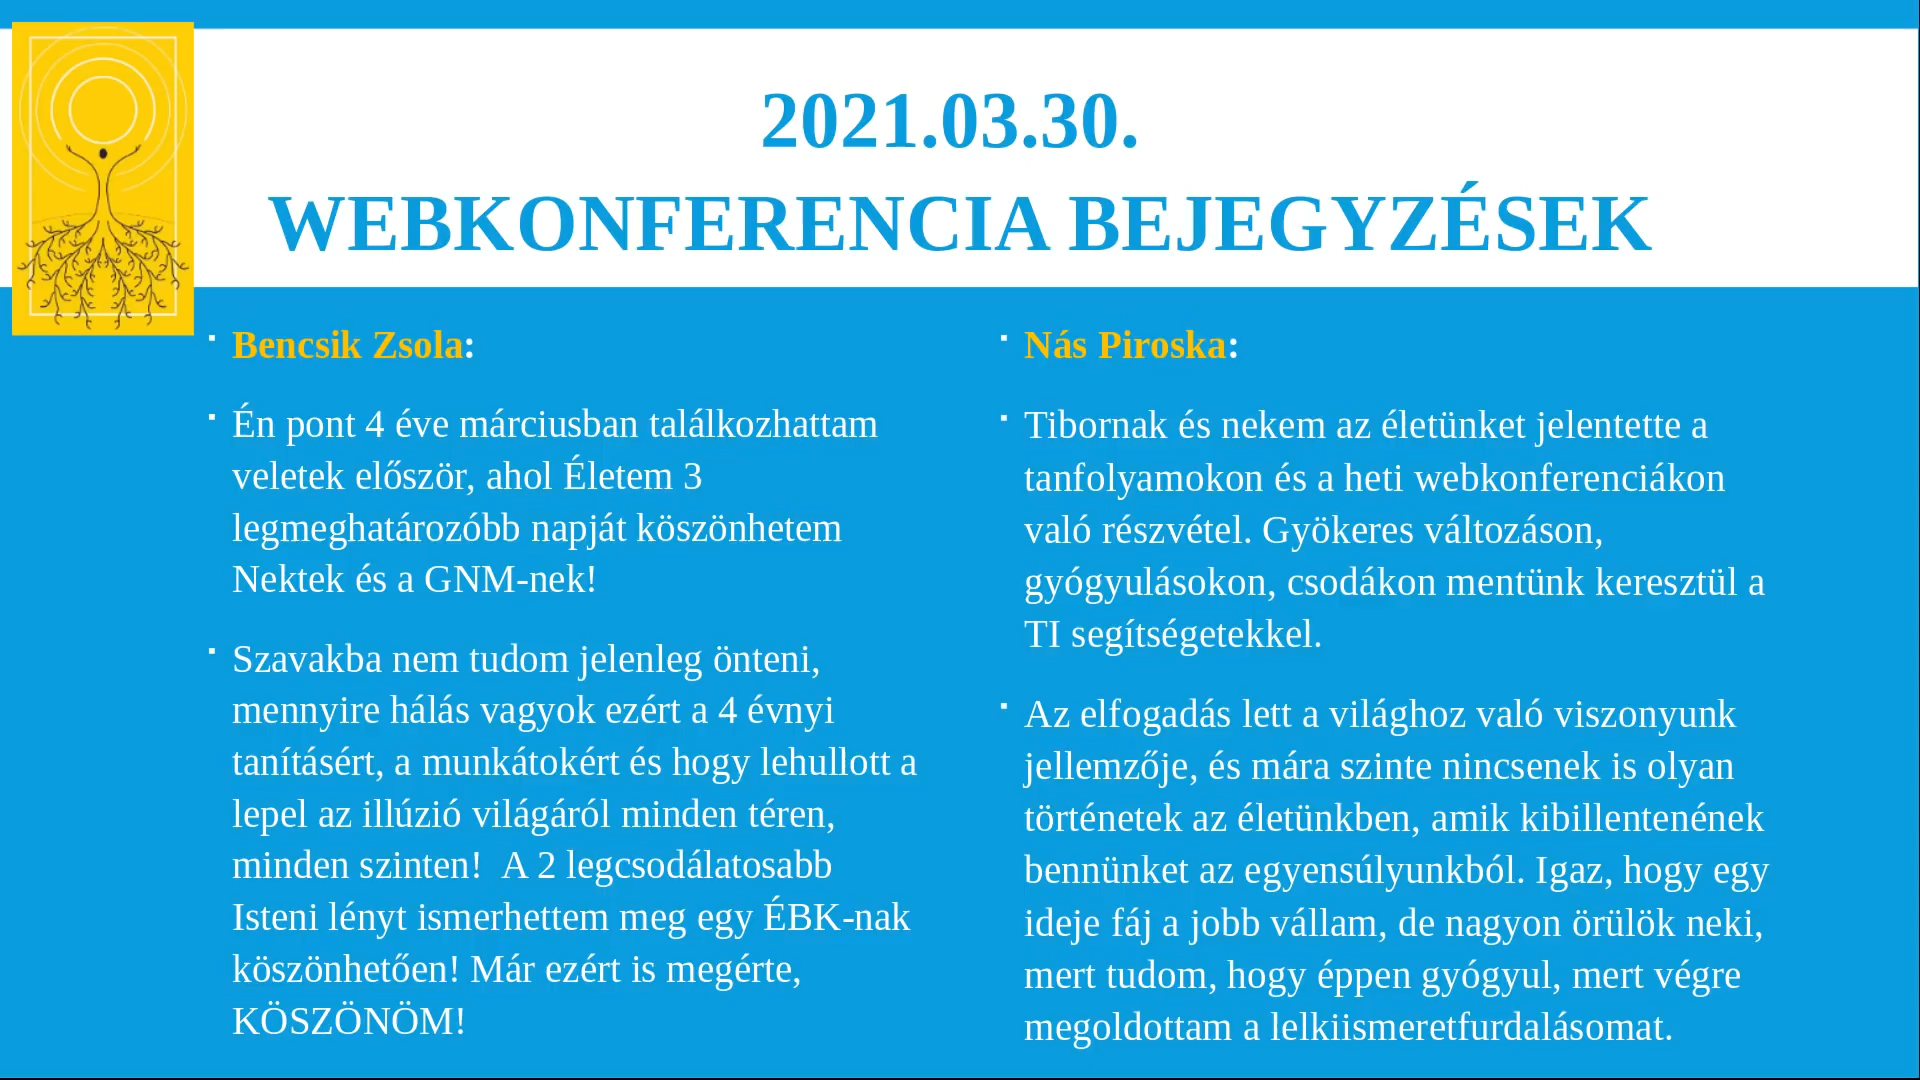 2021.03.30.
WEBKONFERENCIA BEJEGYZÉSEK
Bencsik Zsola:
Én pont 4 éve márciusban találkozhattam
veletek először, ahol Életem 3
legmeghatározóbb napját köszönhetem
Nektek és a GNM-nek!
Szavakba nem tudom jelenleg önteni,
mennyire hálás vagyok ezért a 4 évnyi
tanításért, a munkátokért és hogy lehullott a
lepel az illúzió világáról minden téren,
minden szinten!  A 2 legcsodálatosabb
Isteni lényt ismerhettem meg egy ÉBK-nak
köszönhetően! Már ezért is megérte,
KÖSZÖNÖM!
Nás Piroska:
Tibornak és nekem az életünket jelentette a
tanfolyamokon és a heti webkonferenciákon
való részvétel. Gyökeres változáson,
gyógyulásokon, csodákon mentünk keresztül a
TI segítségetekkel.
Az elfogadás lett a világhoz való viszonyunk
jellemzője, és mára szinte nincsenek is olyan
történetek az életünkben, amik kibillentenének
bennünket az egyensúlyunkból. Igaz, hogy egy
ideje fáj a jobb vállam, de nagyon örülök neki,
mert tudom, hogy éppen gyógyul, mert végre
megoldottam a lelkiismeretfurdalásomat.